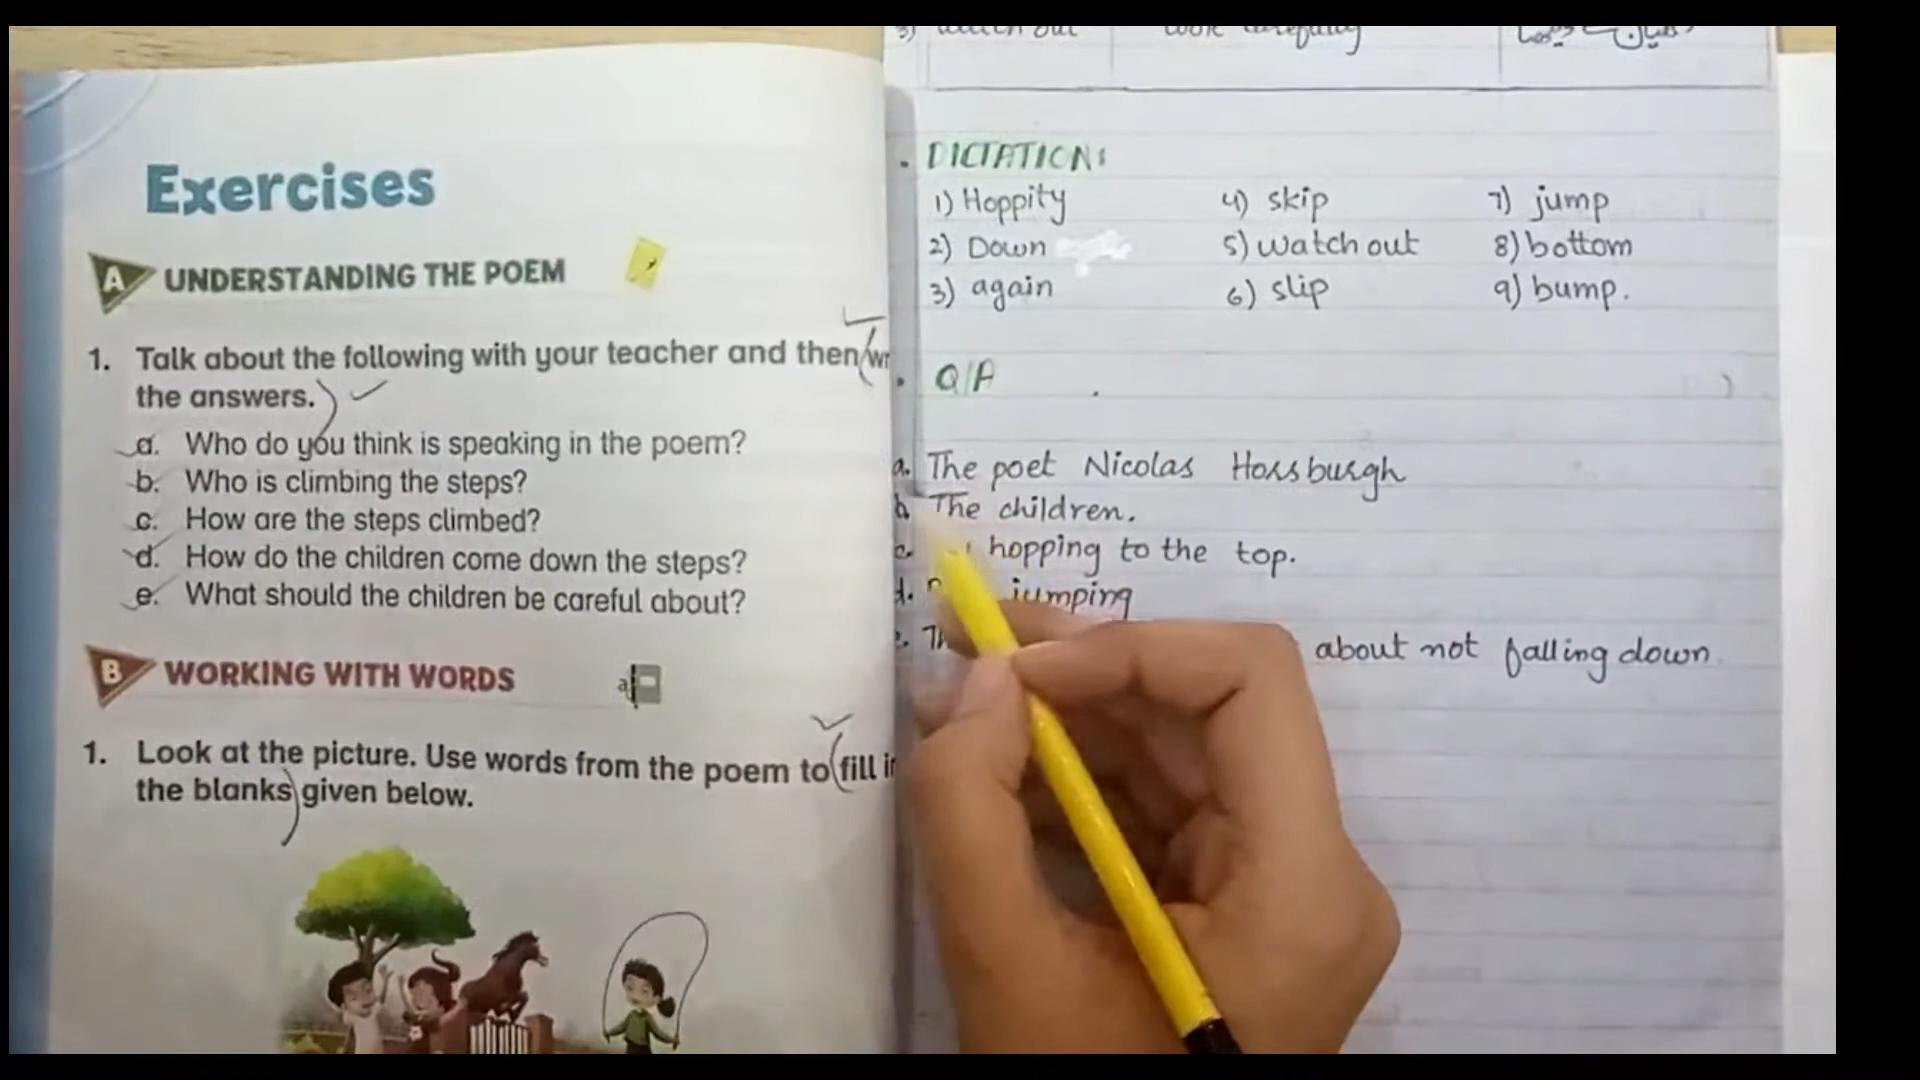 Exercises
A UNDERSTANDING THE POEM
1. Talk about the following with your teacher and then
the answers.
a. Who do you think is speaking in the poem?
b. Who is climbing the steps?
c. How are the steps climbed?
d. How do the children come down the steps?
e. What should the children be careful about?
B WORKING WITH WORDS
1. Look at the picture. Use words from the poem to fill
the blanks given below.
3) watch out look carefully
. DICTATION:
1) Hoppity 4) skip 7) jump
2) Down 5) watch out 8) bottom
3) again 6) slip 9) bump.
. Q/A
a. The poet Nicolas Horsburgh
b. The children.
c. hopping to the top.
d. jumping
about not falling down.